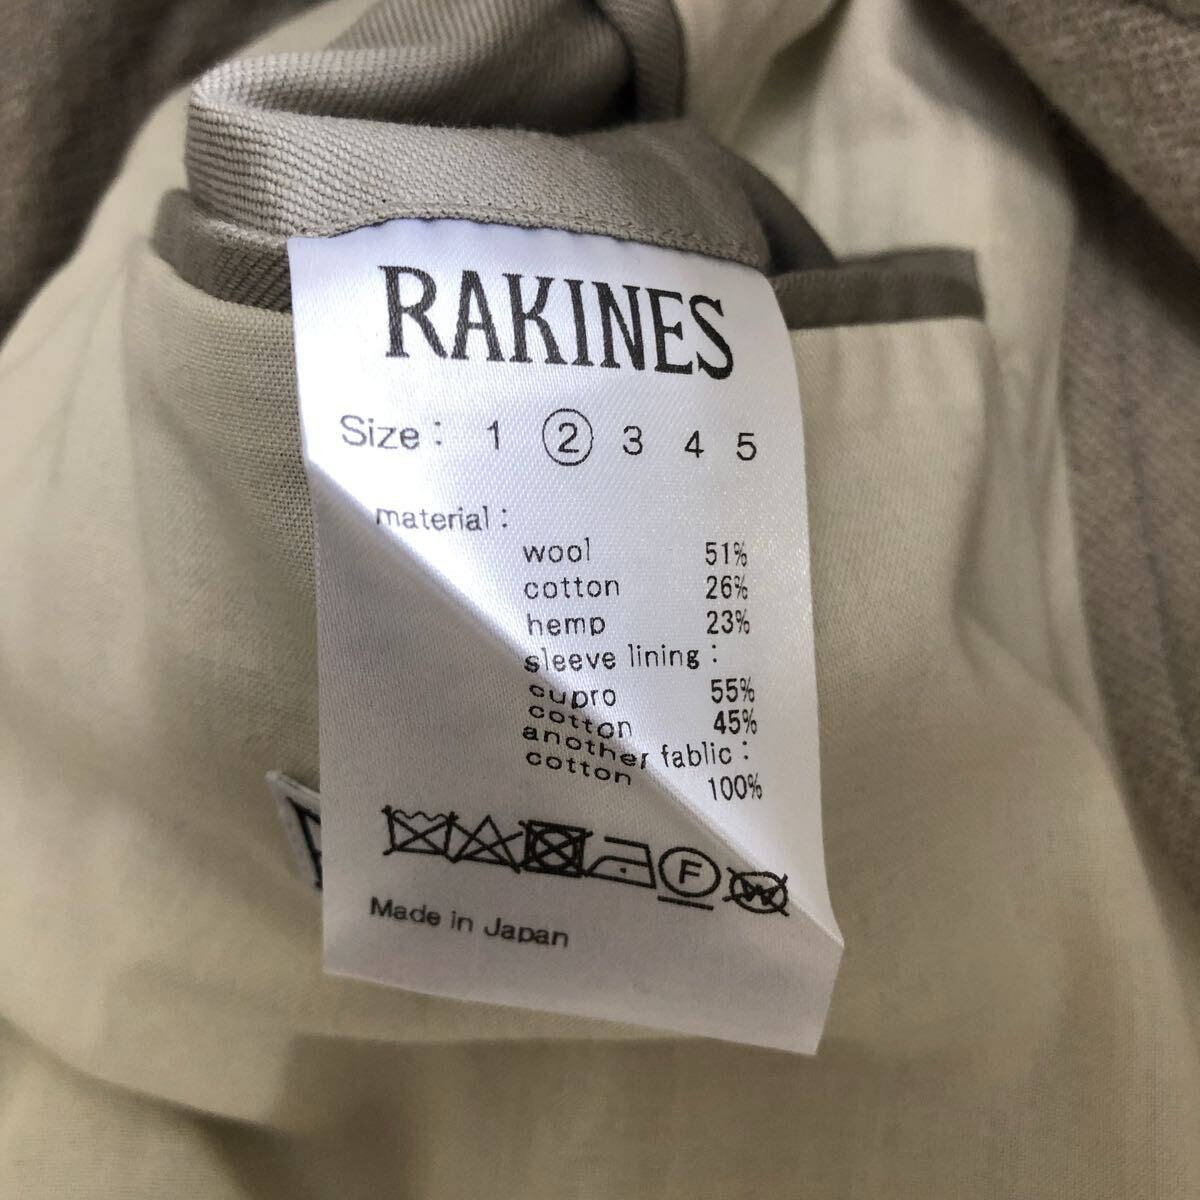 RAKINES
Size: 1 2 3 4 5
material:
wool 51%
cotton 26%
hemp 23%
sleeve lining:
cupro 55%
cotton 45%
another fablic:
cotton 100%
F W
Made in Japan